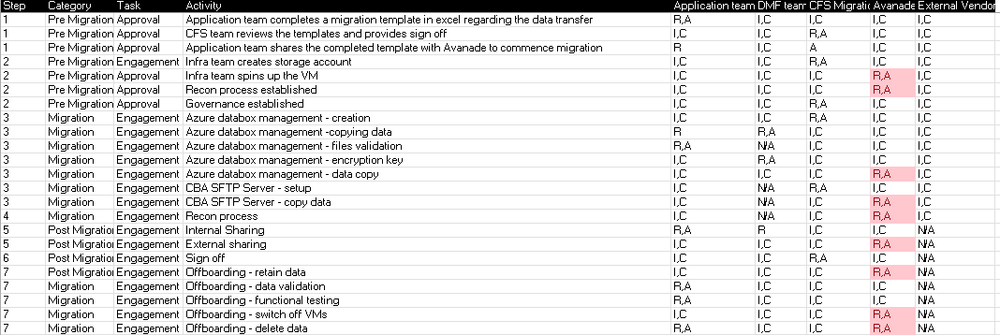 Step Category Task Activity Application team DMF team CFS Migratic Avanade External Vendor
1 Pre Migration Approval Application team completes a migration template in excel regarding the data transfer R,A I,C I,C I,C I,C
1 Pre Migration Approval CFS team reviews the templates and provides sign off I,C I,C R,A I,C I,C
1 Pre Migration Approval Application team shares the completed template with Avanade to commence migration R I,C A I,C I,C
2 Pre Migration Engagement Infra team creates storage account I,C I,C R,A I,C I,C
2 Pre Migration Approval Infra team spins up the VM I,C I,C I,C R,A I,C
2 Pre Migration Approval Recon process established I,C I,C I,C R,A I,C
2 Pre Migration Approval Governance established I,C I,C R,A I,C I,C
3 Migration Engagement Azure databox management - creation I,C I,C R,A I,C I,C
3 Migration Engagement Azure databox management -copying data R R,A I,C I,C I,C
3 Migration Engagement Azure databox management - files validation R,A N/A I,C I,C I,C
3 Migration Engagement Azure databox management - encryption key I,C R,A I,C I,C I,C
3 Migration Engagement Azure databox management - data copy I,C I,C I,C R,A I,C
3 Migration Engagement CBA SFTP Server - setup I,C N/A R,A I,C I,C
3 Migration Engagement CBA SFTP Server - copy data I,C N/A I,C R,A I,C
4 Migration Engagement Recon process I,C N/A I,C R,A I,C
5 Post Migratio Engagement Internal Sharing R,A R I,C I,C N/A
5 Post Migratio Engagement External sharing I,C I,C I,C R,A N/A
6 Post Migratio Engagement Sign off I,C I,C R,A I,C N/A
7 Post Migratio Engagement Offboarding - retain data I,C I,C I,C R,A N/A
7 Migration Engagement Offboarding - data validation R,A I,C I,C I,C N/A
7 Migration Engagement Offboarding - functional testing R,A I,C I,C I,C N/A
7 Migration Engagement Offboarding - switch off VMs I,C I,C I,C R,A N/A
7 Migration Engagement Offboarding - delete data R,A I,C I,C R,A N/A